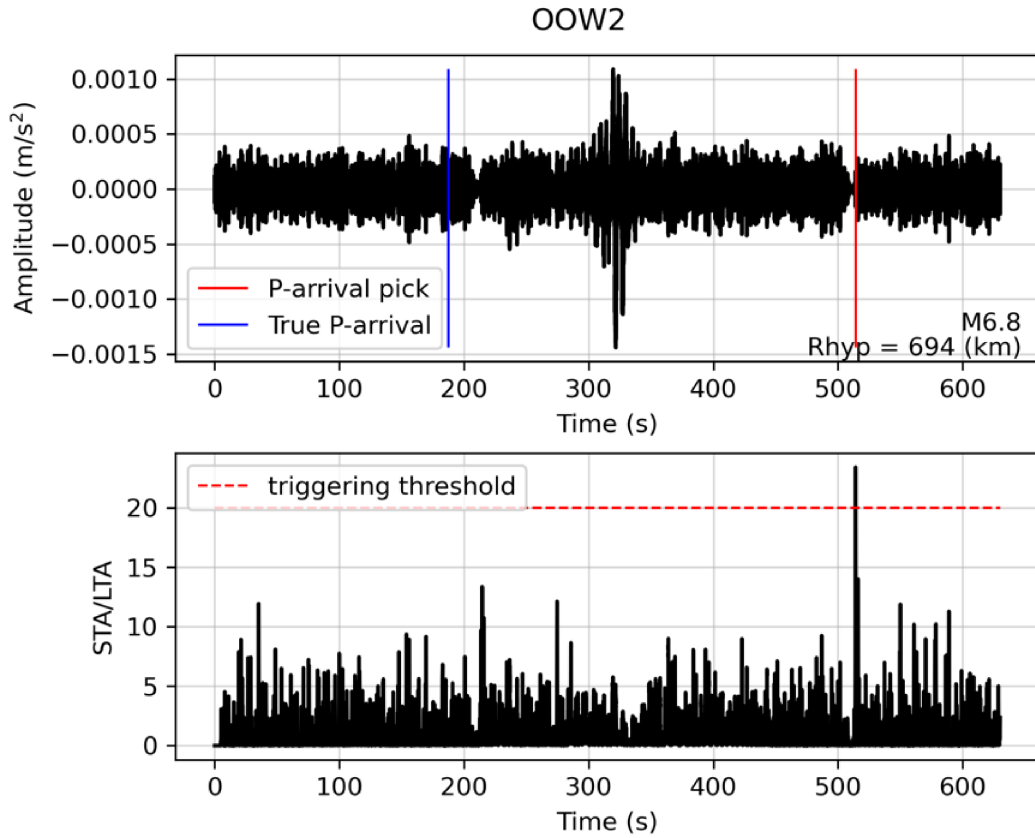 OOW2
0.0010
0.0005
0.0000
−0.0005
−0.0010
−0.0015
Amplitude (m/s²)
P-arrival pick
True P-arrival
M6.8
Rhyp = 694 (km)
0 100 200 300 400 500 600
Time (s)
20
15
10
5
0
STA/LTA
triggering threshold
0 100 200 300 400 500 600
Time (s)